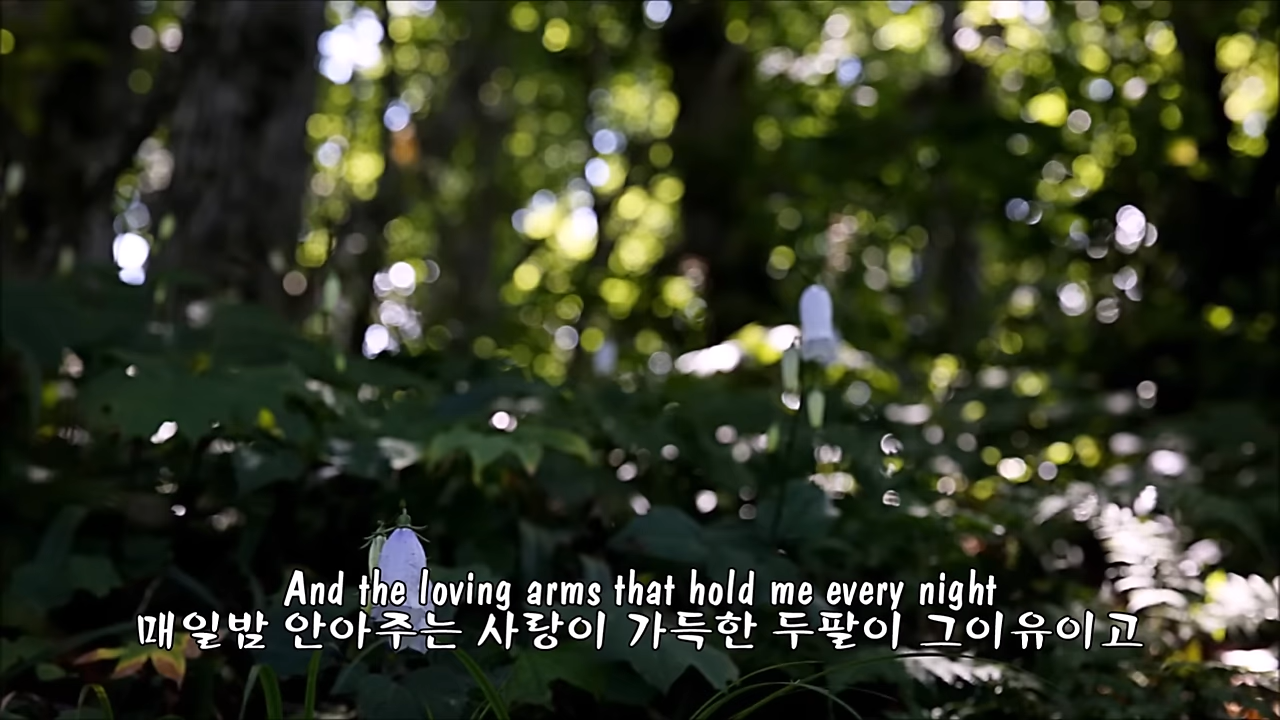 And the loving arms that hold me every night
매일밤 안아주는 사랑이 가득한 두팔이 그이유이고